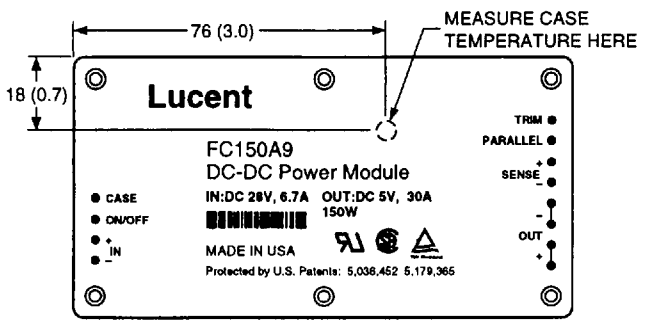 76 (3.0)
MEASURE CASE
TEMPERATURE HERE
18 (0.7)
Lucent
TRIM
PARALLEL
+
SENSE
–
FC150A9
DC-DC Power Module
IN:DC 28V, 6.7A OUT:DC 5V, 30A
150W
CASE
ON/OFF
+
IN
–
–
OUT
+
MADE IN USA
Protected by U.S. Patents: 5,036,452 5,179,365